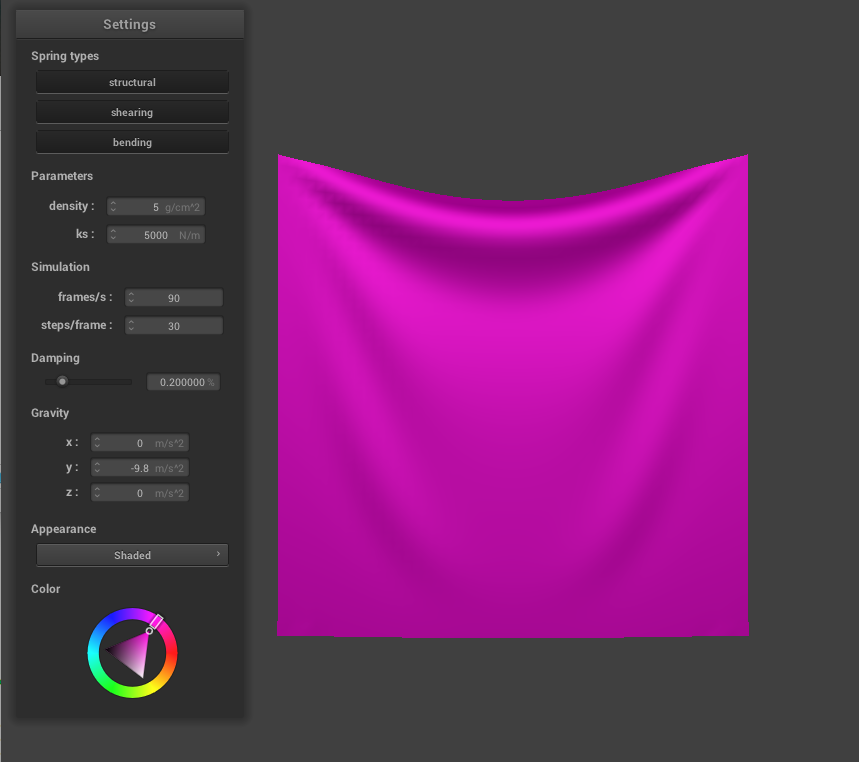 Settings
Spring types
structural
shearing
bending
Parameters
density : 5 g/cm^2
ks : 5000 N/m
Simulation
frames/s : 90
steps/frame : 30
Damping
0.200000 %
Gravity
x : 0 m/s^2
y : -9.8 m/s^2
z : 0 m/s^2
Appearance
Shaded
Color